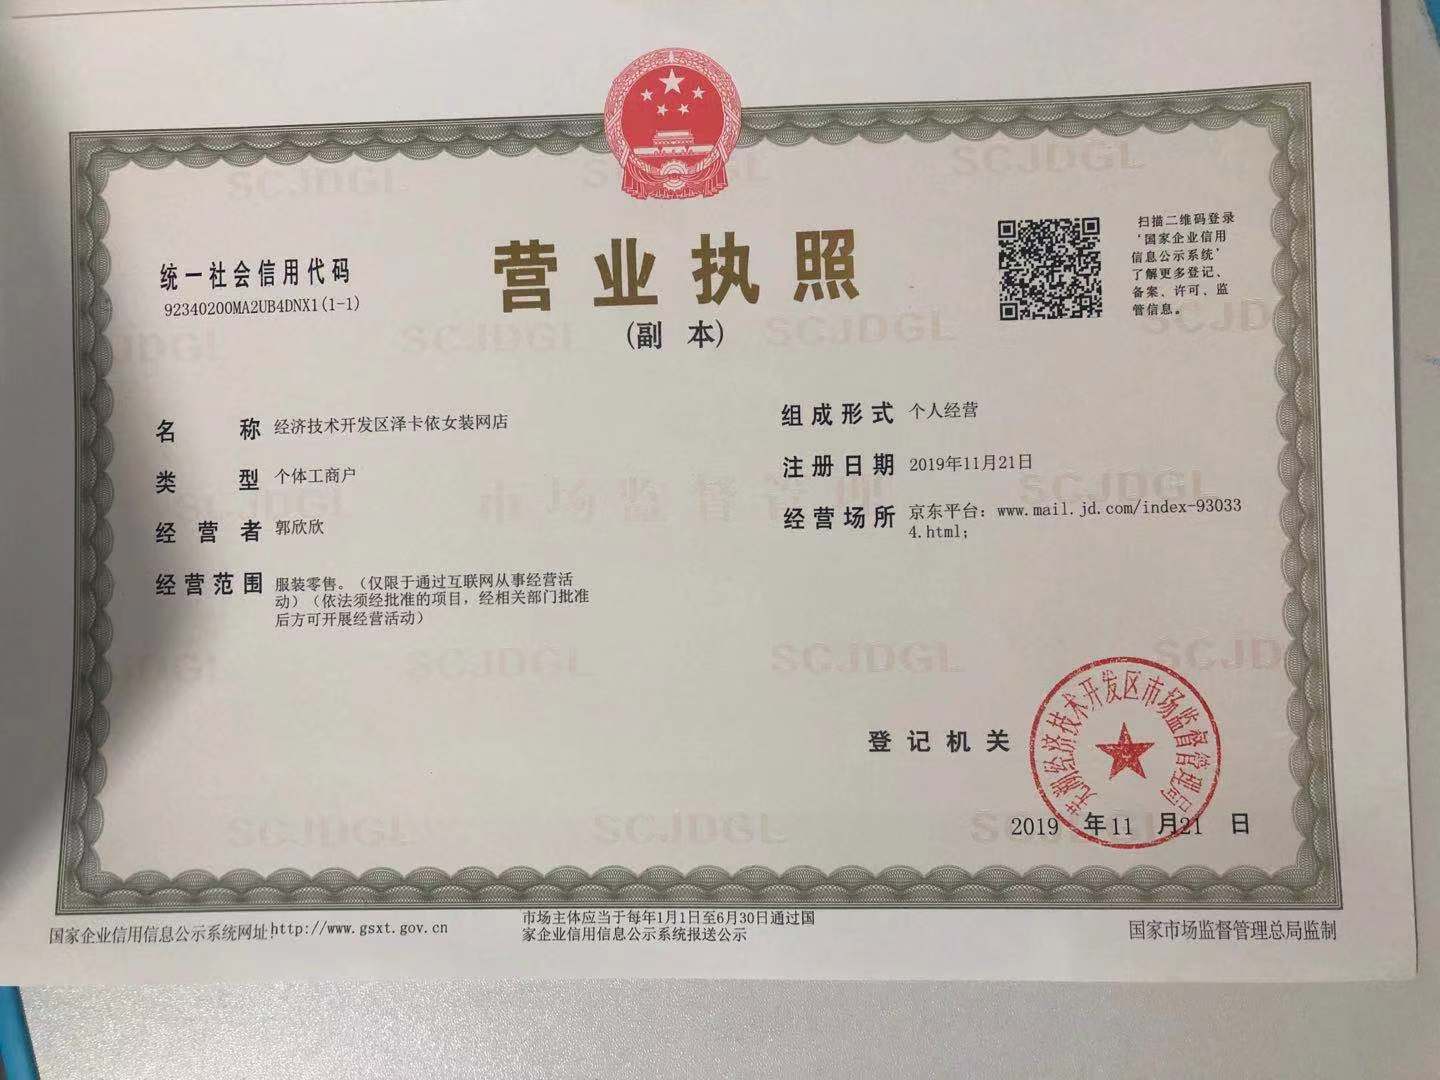 营业执照
(副 本)
统一社会信用代码
92340200MA2UB4DNX1(1-1)
扫描二维码登录
‘国家企业信用
信息公示系统’
了解更多登记、
备案、许可、监
管信息。
名 称 经济技术开发区泽卡依女装网店
类 型 个体工商户
经 营 者 郭欣欣
经 营 范 围 服装零售。（仅限于通过互联网从事经营活
动）（依法须经批准的项目，经相关部门批准
后方可开展经营活动）
组 成 形 式 个人经营
注 册 日 期 2019年11月21日
经 营 场 所 京东平台：www.mail.jd.com/index-93033
4.html;
登 记 机 关
芜湖经济技术开发区市场监督管理局
2019 年 11 月 21 日
国家企业信用信息公示系统网址:http://www.gsxt.gov.cn
市场主体应当于每年1月1日至6月30日通过国
家企业信用信息公示系统报送公示
国家市场监督管理总局监制
SCJDGL
市场监督管理